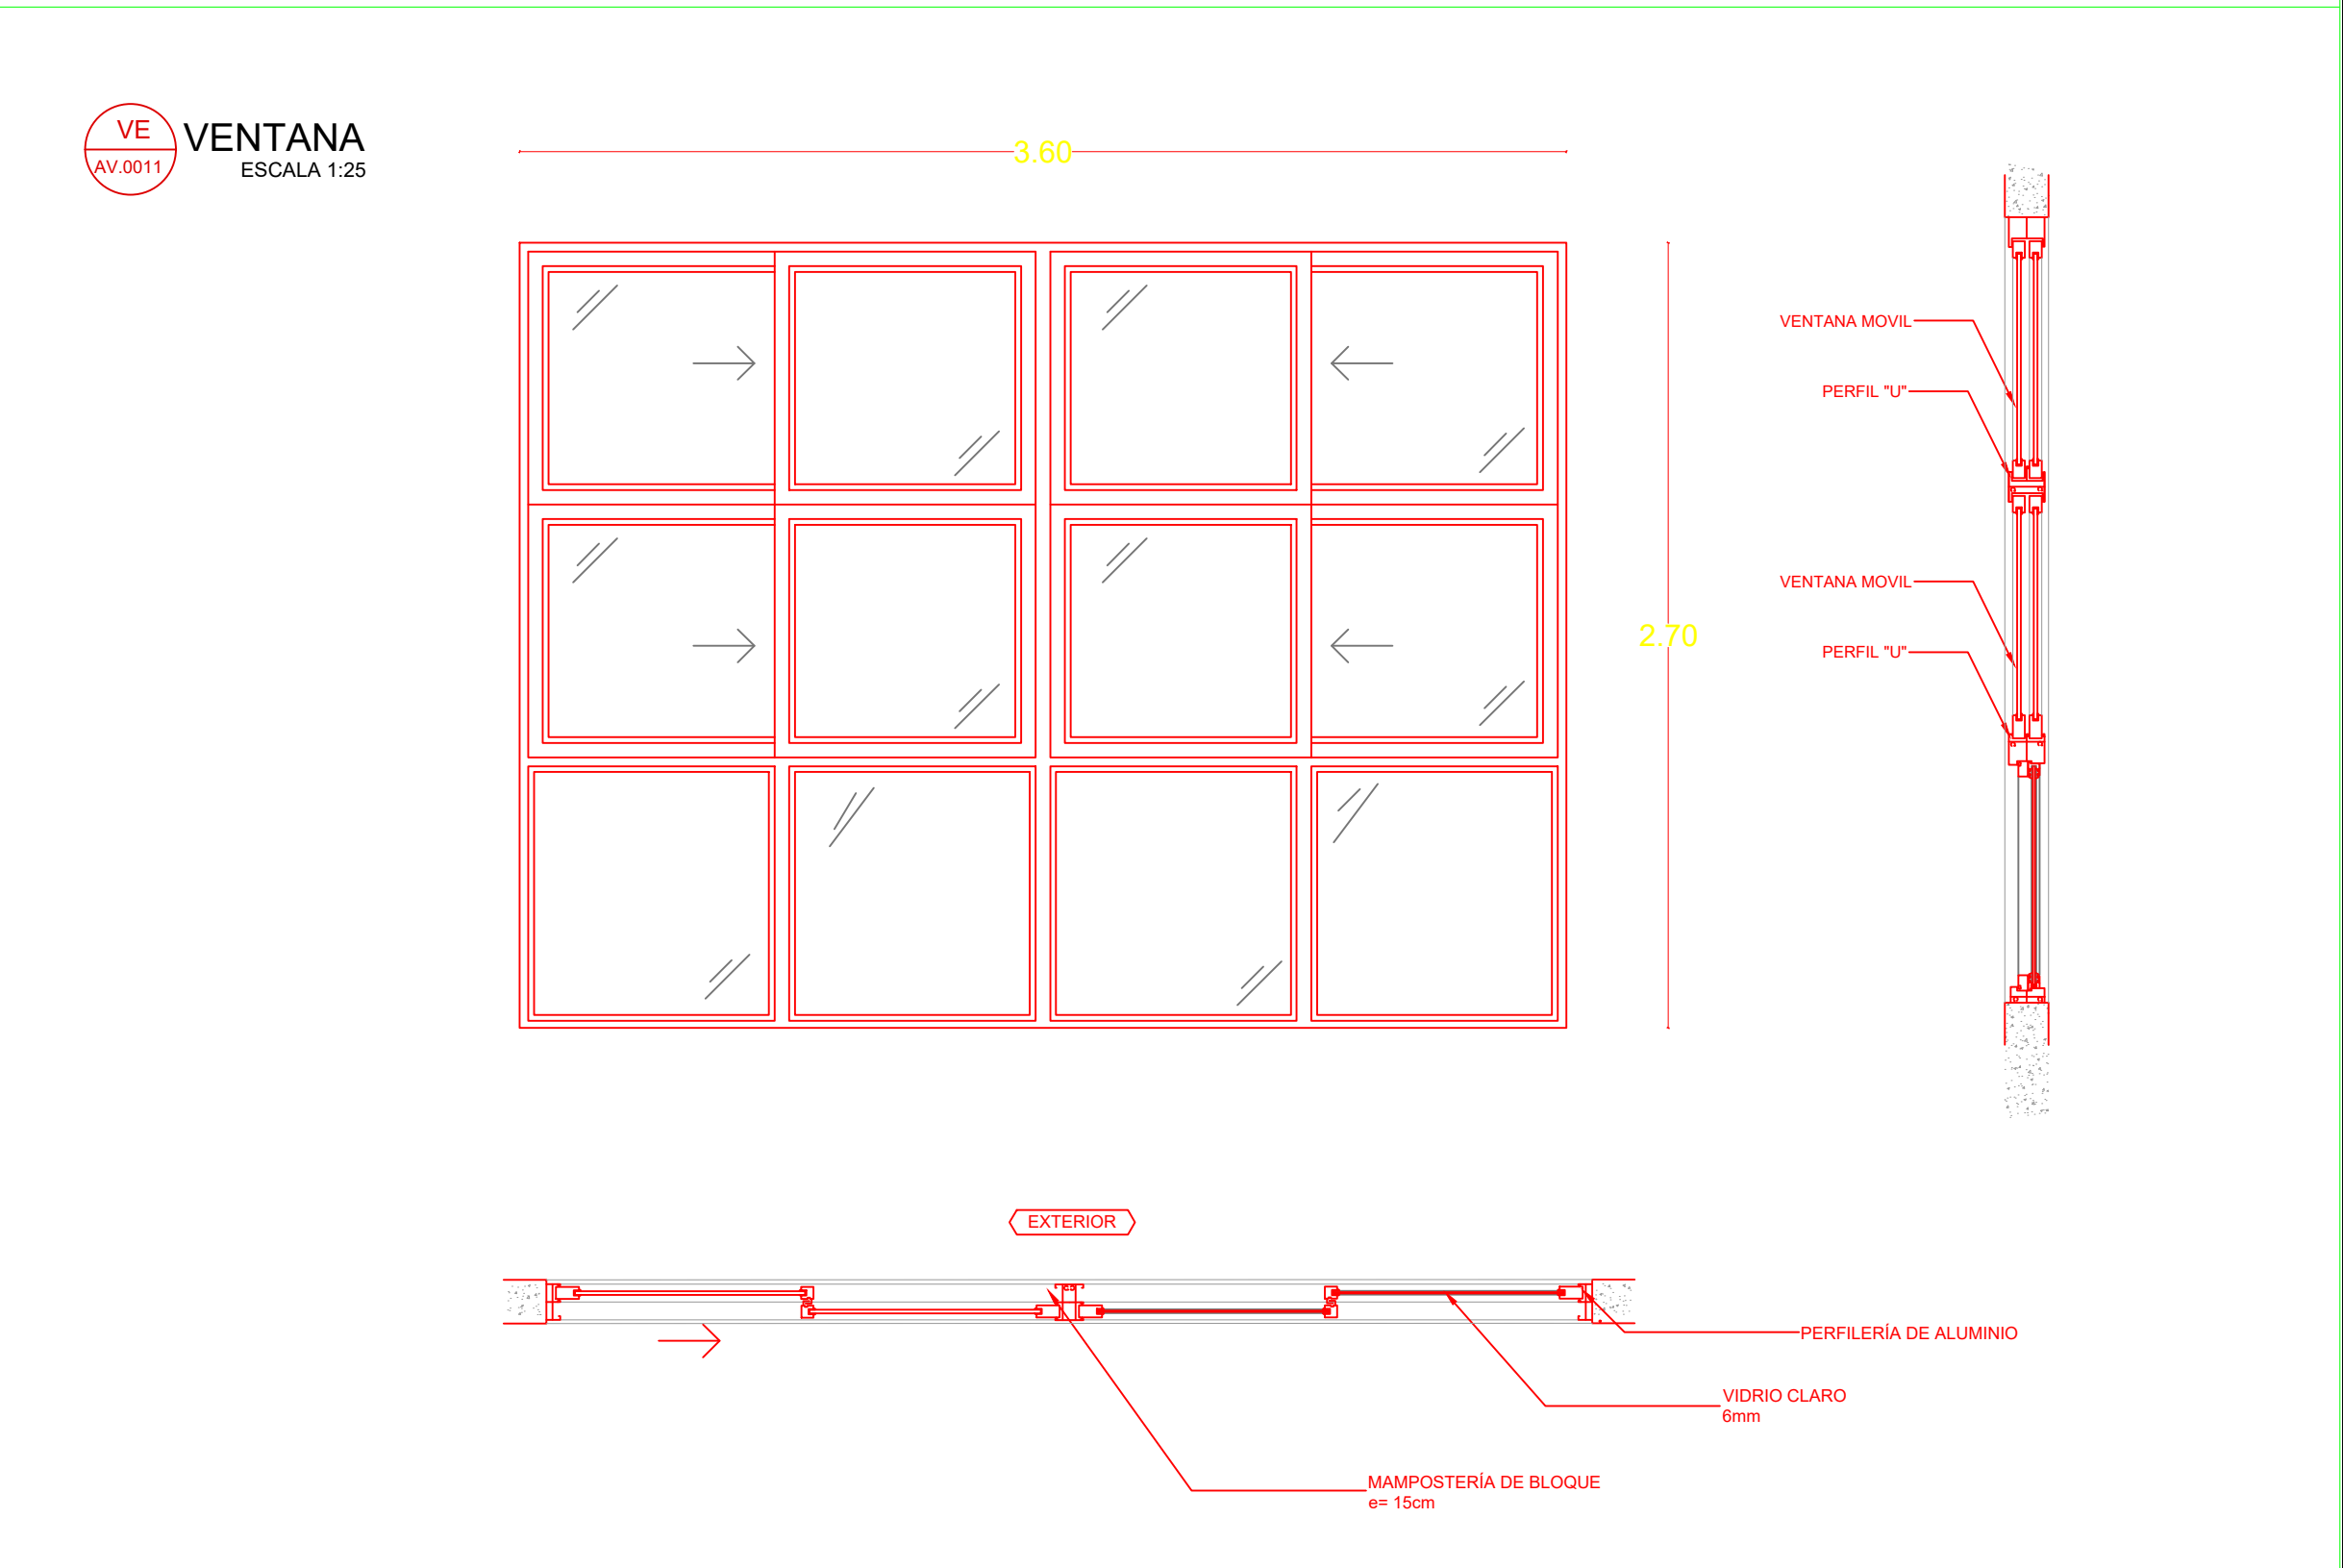 VE
AV.0011
VENTANA
ESCALA 1:25
3.60
VENTANA MOVIL
PERFIL "U"
VENTANA MOVIL
2.70
PERFIL "U"
EXTERIOR
PERFILERÍA DE ALUMINIO
VIDRIO CLARO
6mm
MAMPOSTERÍA DE BLOQUE
e= 15cm